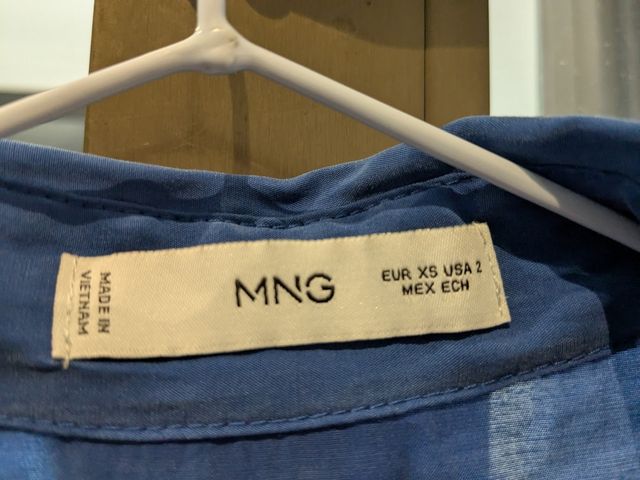 MADE IN
VIETNAM
MNG
EUR XS USA 2
MEX ECH